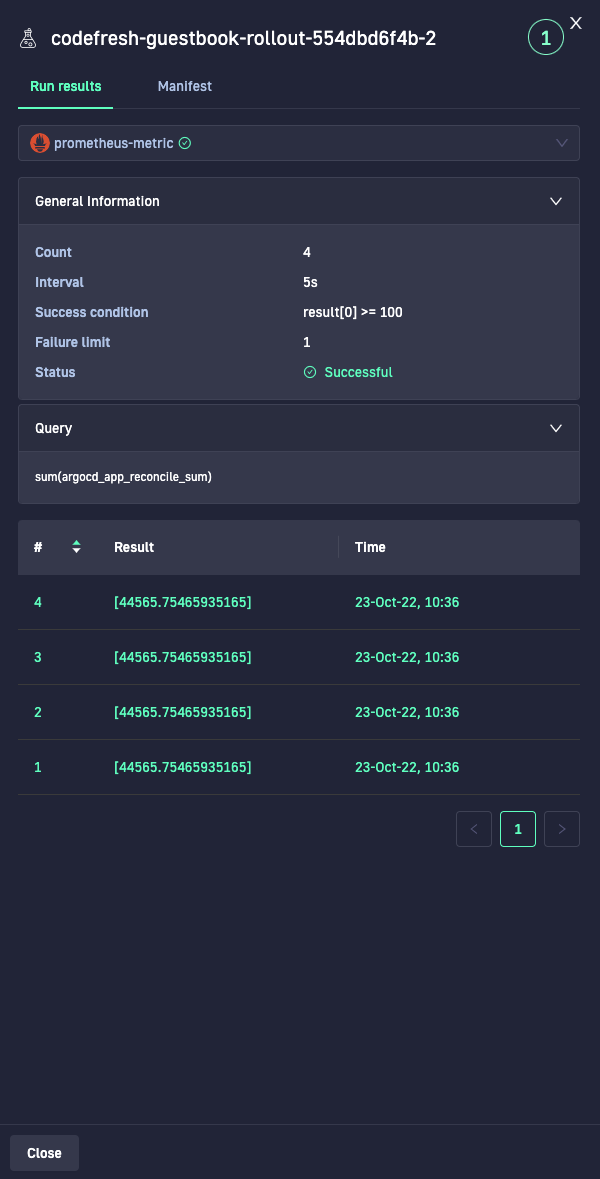 codefresh-guestbook-rollout-554dbd6f4b-2
1
X
Run results
Manifest
prometheus-metric
General Information
Count 4
Interval 5s
Success condition result[0] >= 100
Failure limit 1
Status Successful
Query
sum(argocd_app_reconcile_sum)
# Result Time
4 [44565.75465935165] 23-Oct-22, 10:36
3 [44565.75465935165] 23-Oct-22, 10:36
2 [44565.75465935165] 23-Oct-22, 10:36
1 [44565.75465935165] 23-Oct-22, 10:36
< 1 >
Close